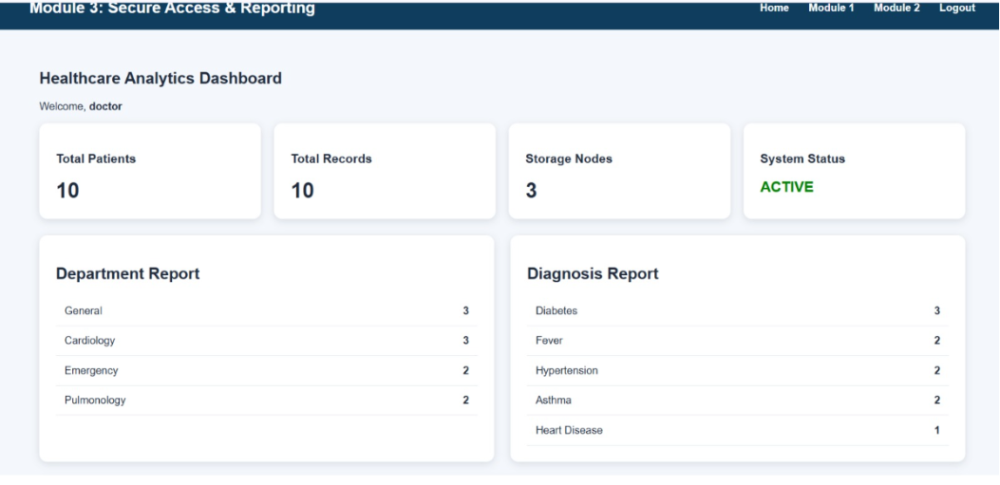 Module 3: Secure Access & Reporting
Home Module 1 Module 2 Logout
Healthcare Analytics Dashboard
Welcome, doctor
Total Patients
10
Total Records
10
Storage Nodes
3
System Status
ACTIVE
Department Report
General 3
Cardiology 3
Emergency 2
Pulmonology 2
Diagnosis Report
Diabetes 3
Fever 2
Hypertension 2
Asthma 2
Heart Disease 1